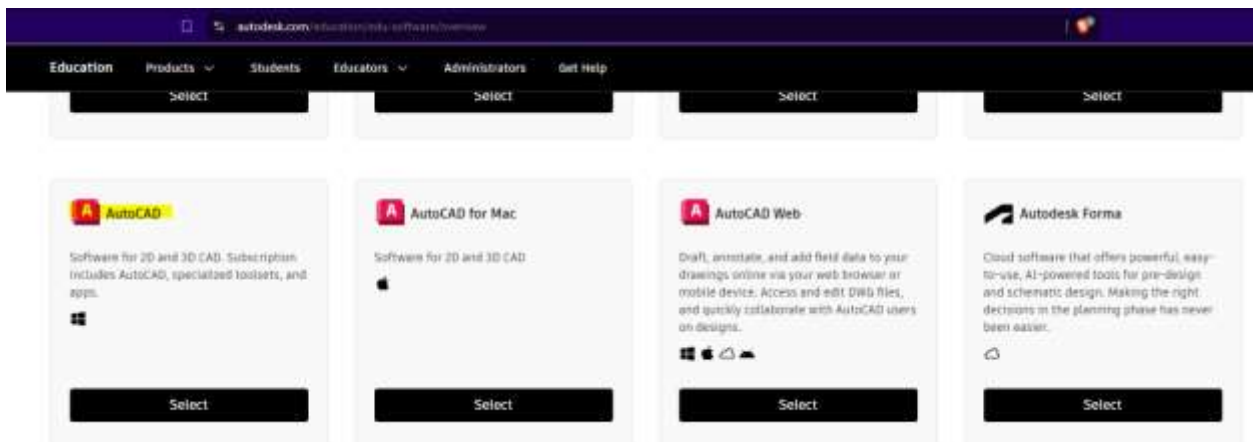 autodesk.com/education/edu-software/overview
Education Products Students Educators Administrators Get Help
Select Select Select Select
AutoCAD
Software for 2D and 3D CAD. Subscription
includes AutoCAD, specialized toolsets, and
apps.
Select
AutoCAD for Mac
Software for 2D and 3D CAD
Select
AutoCAD Web
Draft, annotate, and add field data to your
drawings online via your web browser or
mobile device. Access and edit DWG files,
and quickly collaborate with AutoCAD users
on designs.
Select
Autodesk Forma
Cloud software that offers powerful, easy-
to-use, AI-powered tools for pre-design
and schematic design. Making the right
decisions in the planning phase has never
been easier.
Select